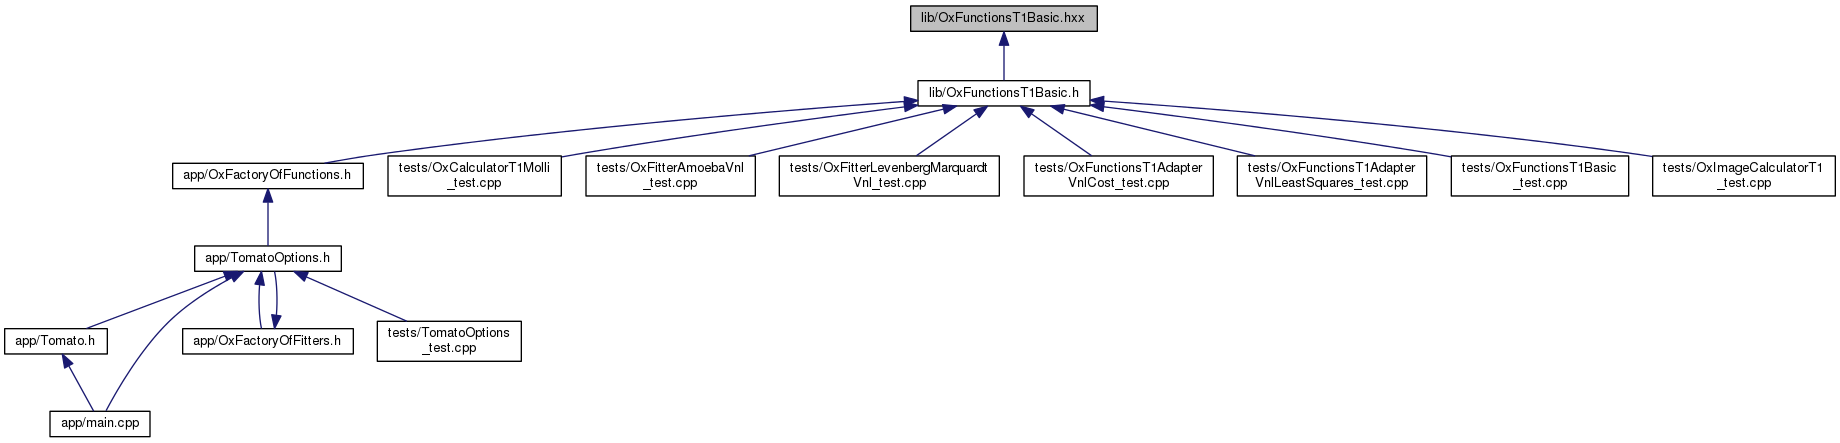 lib/OxFunctionsT1Basic.hxx
lib/OxFunctionsT1Basic.h
app/OxFactoryOfFunctions.h
tests/OxCalculatorT1Molli
_test.cpp
tests/OxFitterAmoebaVnl
_test.cpp
tests/OxFitterLevenbergMarquardt
Vnl_test.cpp
tests/OxFunctionsT1Adapter
VnlCost_test.cpp
tests/OxFunctionsT1Adapter
VnlLeastSquares_test.cpp
tests/OxFunctionsT1Basic
_test.cpp
tests/OxImageCalculatorT1
_test.cpp
app/TomatoOptions.h
app/Tomato.h
app/OxFactoryOfFitters.h
tests/TomatoOptions
_test.cpp
app/main.cpp